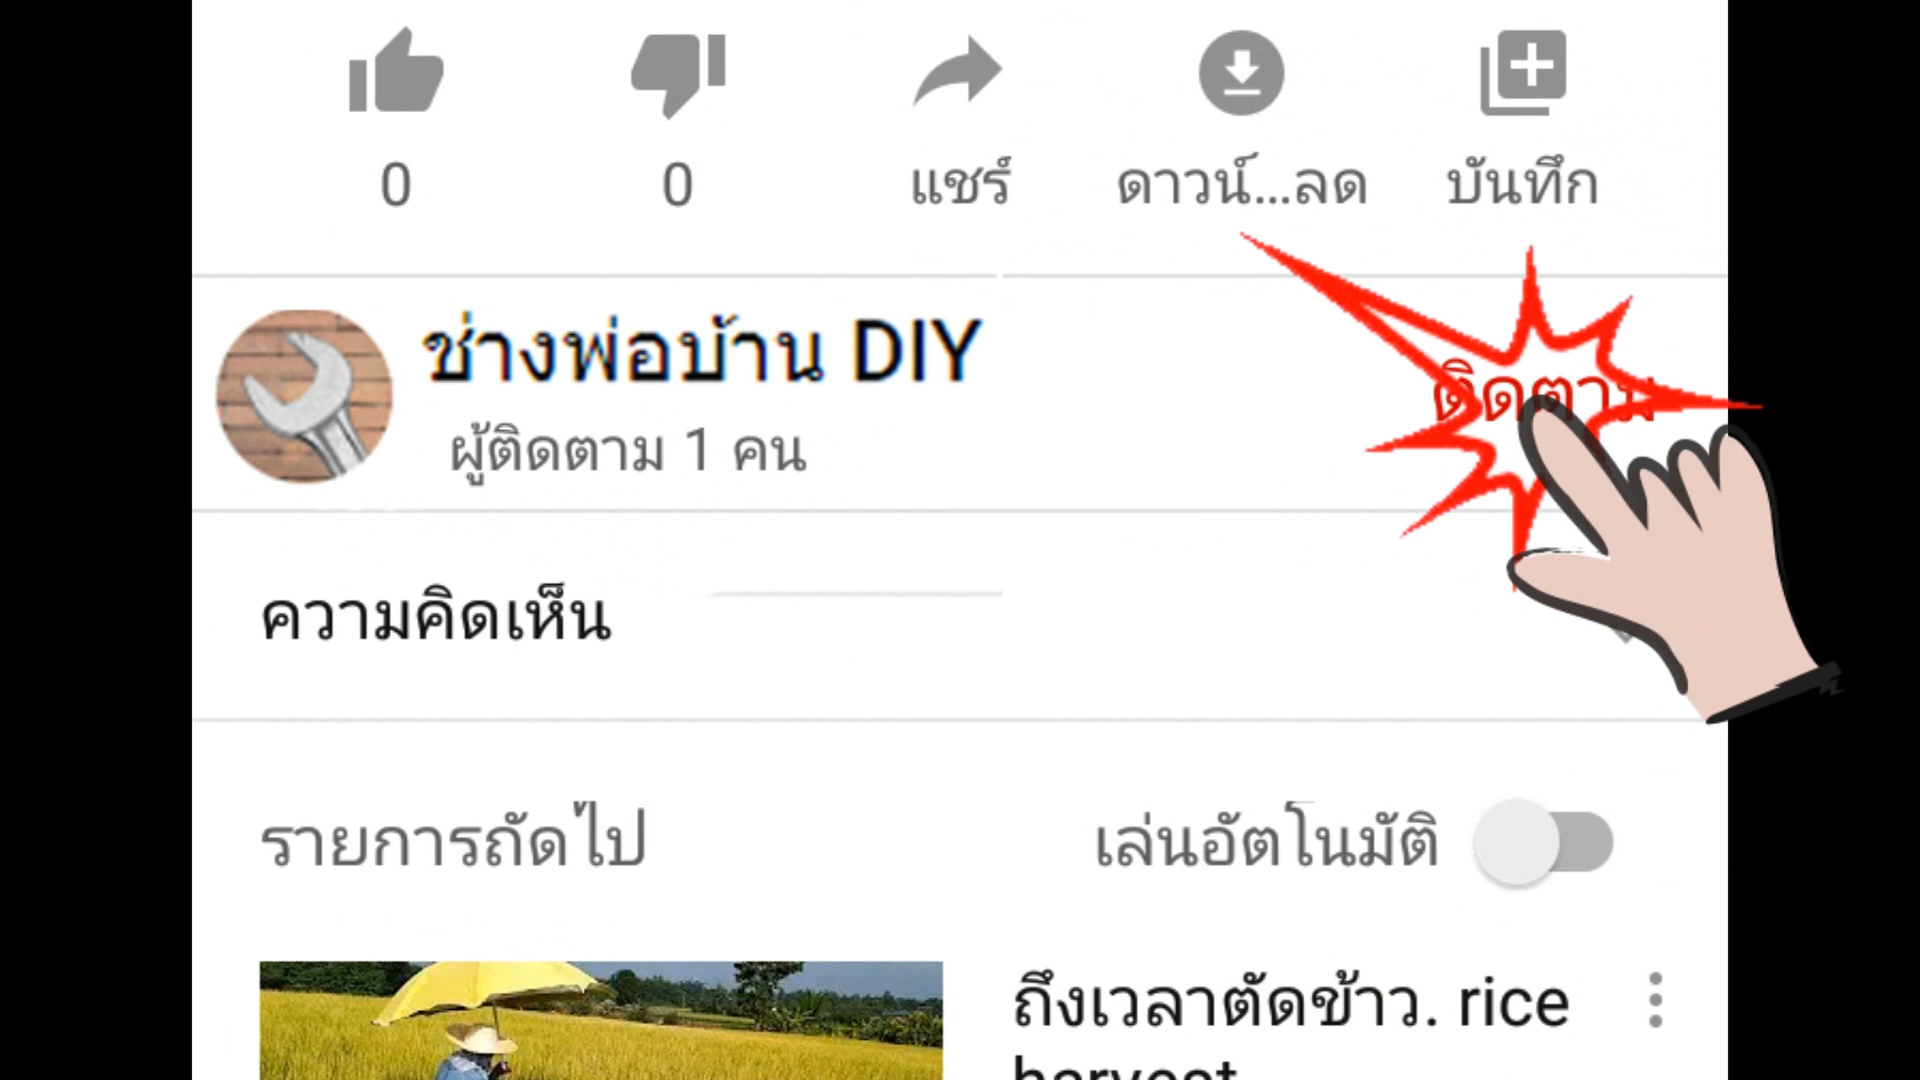 0
0
แชร์
ดาวน์...ลด
บันทึก
ช่างพ่อบ้าน DIY
ผู้ติดตาม 1 คน
ติดตาม
ความคิดเห็น
รายการถัดไป
เล่นอัตโนมัติ
ถึงเวลาตัดข้าว. rice
harvest